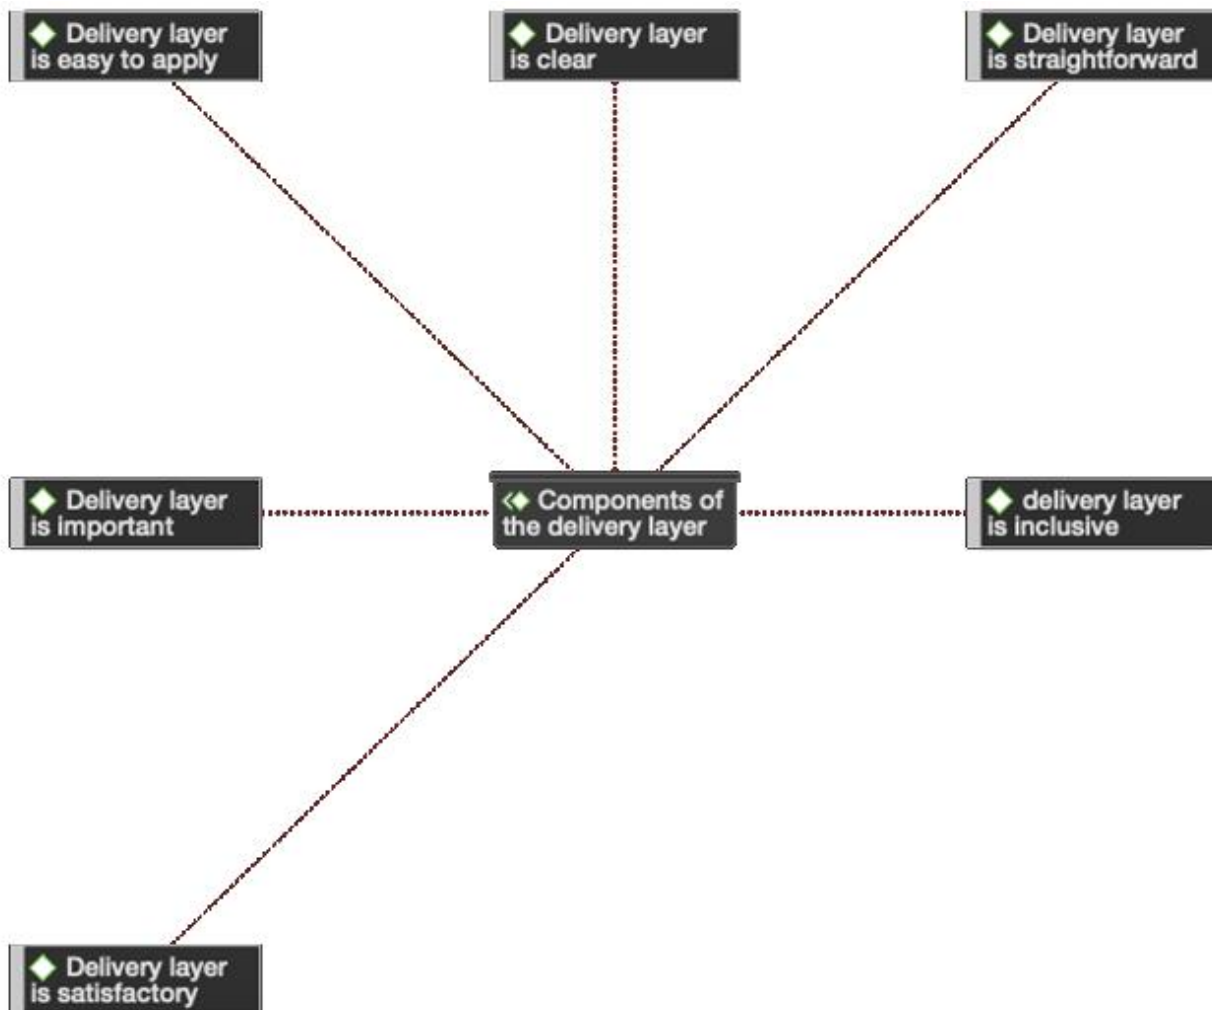 Delivery layer
is easy to apply
Delivery layer
is clear
Delivery layer
is straightforward
Delivery layer
is important
Components of
the delivery layer
delivery layer
is inclusive
Delivery layer
is satisfactory